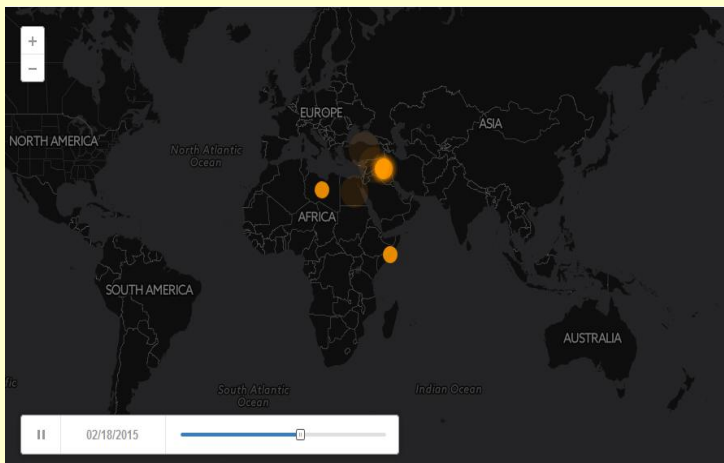 +
−
EUROPE
ASIA
NORTH AMERICA
North Atlantic
Ocean
AFRICA
SOUTH AMERICA
AUSTRALIA
South Atlantic
Ocean
Indian Ocean
02/18/2015